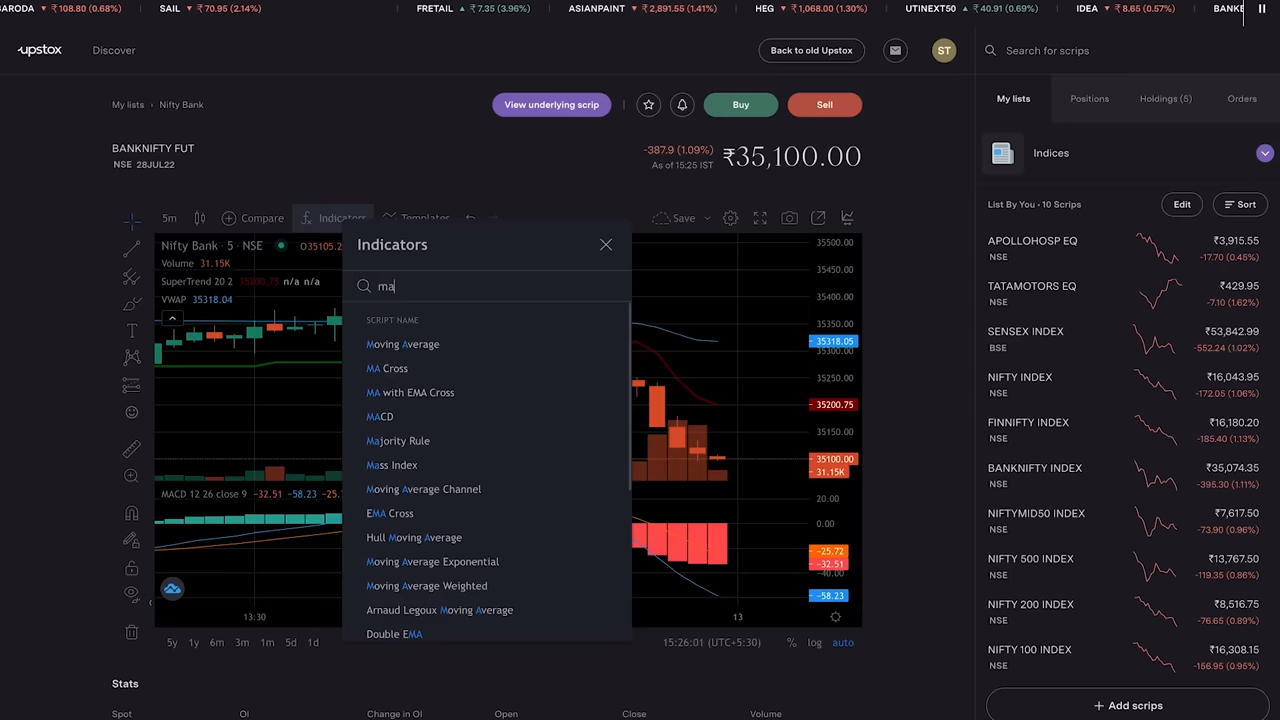 BARODA ▼ ₹108.80 (0.68%) SAIL ▼ ₹70.95 (2.14%) FRETAIL ▲ ₹7.35 (3.96%) ASIANPAINT ▼ ₹2,891.55 (1.41%) HEG ▼ ₹1,068.00 (1.30%) UTINEXT50 ▲ ₹40.91 (0.69%) IDEA ▼ ₹8.65 (0.57%) BANKE
upstox Discover Back to old Upstox ST Search for scrips
My lists Positions Holdings (5) Orders
My lists > Nifty Bank View underlying scrip Buy Sell
BANKNIFTY FUT
NSE 28JUL22
-387.9 (1.09%)
As of 15:25 IST
₹35,100.00
5m Compare Indicators Templates Save
Nifty Bank · 5 · NSE O35105.2
Volume 31.15K
SuperTrend 20 2 35200.75 n/a n/a
VWAP 35318.04
MACD 12 26 close 9 -32.51 -58.23 -25.7
Indicators
ma
SCRIPT NAME
Moving Average
MA Cross
MA with EMA Cross
MACD
Majority Rule
Mass Index
Moving Average Channel
EMA Cross
Hull Moving Average
Moving Average Exponential
Moving Average Weighted
Arnaud Legoux Moving Average
Double EMA
35500.00
35450.00
35400.00
35350.00
35318.05
35300.00
35250.00
35200.75
35150.00
35100.00
31.15K
20.00
0.00
-25.72
-32.51
-40.00
-58.23
13:30 13
5y 1y 6m 3m 1m 5d 1d 15:26:01 (UTC+5:30) % log auto
Stats
Spot OI Change in OI Open Close Volume
Indices
List By You • 10 Scrips Edit Sort
APOLLOHOSP EQ ₹3,915.55
NSE -17.70 (0.45%)
TATAMOTORS EQ ₹429.95
NSE -7.10 (1.62%)
SENSEX INDEX ₹53,842.99
BSE -552.24 (1.02%)
NIFTY INDEX ₹16,043.95
NSE -172.05 (1.06%)
FINNIFTY INDEX ₹16,180.20
NSE -185.40 (1.13%)
BANKNIFTY INDEX ₹35,074.35
NSE -395.30 (1.11%)
NIFTYMID50 INDEX ₹7,617.50
NSE -73.90 (0.96%)
NIFTY 500 INDEX ₹13,767.50
NSE -119.35 (0.86%)
NIFTY 200 INDEX ₹8,516.75
NSE -76.65 (0.89%)
NIFTY 100 INDEX ₹16,308.15
NSE -156.95 (0.95%)
+ Add scrips